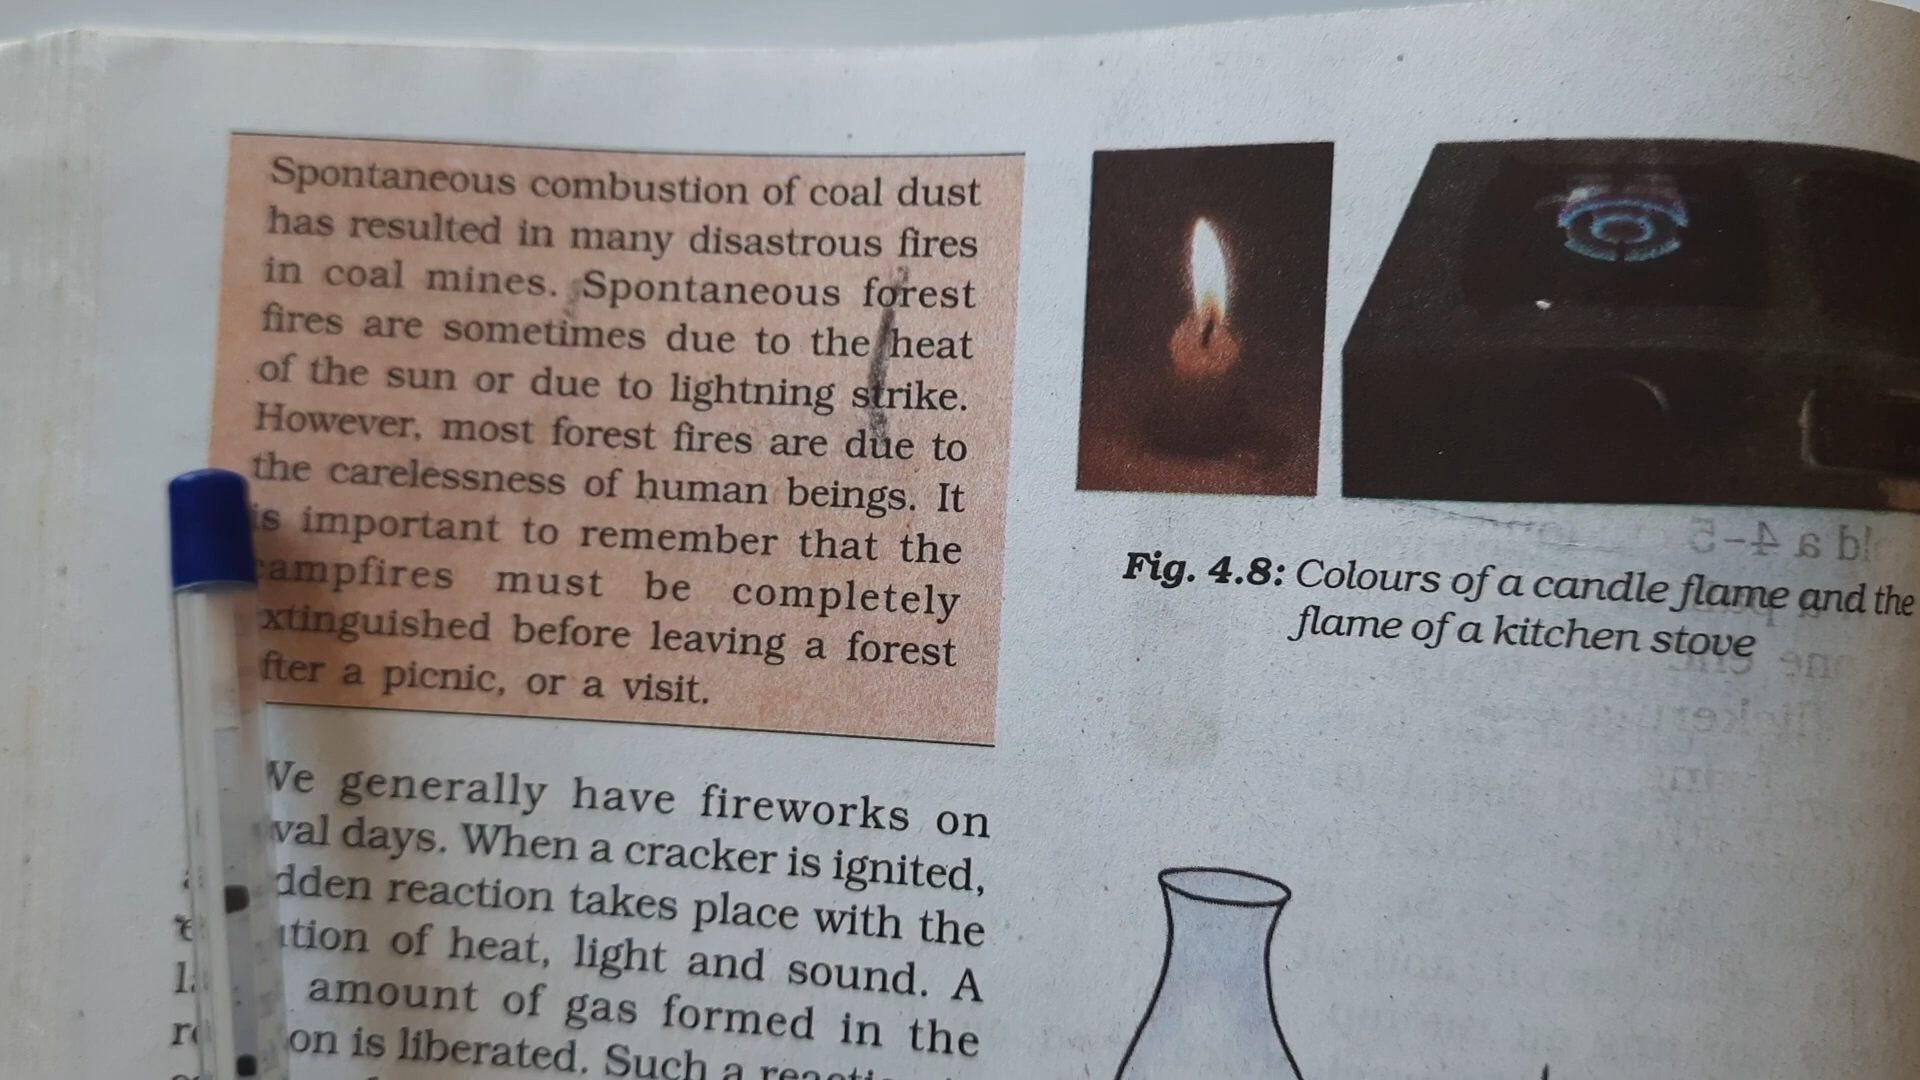 Spontaneous combustion of coal dust
has resulted in many disastrous fires
in coal mines. Spontaneous forest
fires are sometimes due to the heat
of the sun or due to lightning strike.
However, most forest fires are due to
the carelessness of human beings. It
is important to remember that the
campfires must be completely
xtinguished before leaving a forest
fter a picnic, or a visit.
We generally have fireworks on
val days. When a cracker is ignited,
dden reaction takes place with the
tion of heat, light and sound. A
amount of gas formed in the
on is liberated. Such a
Fig. 4.8: Colours of a candle flame and the
flame of a kitchen stove